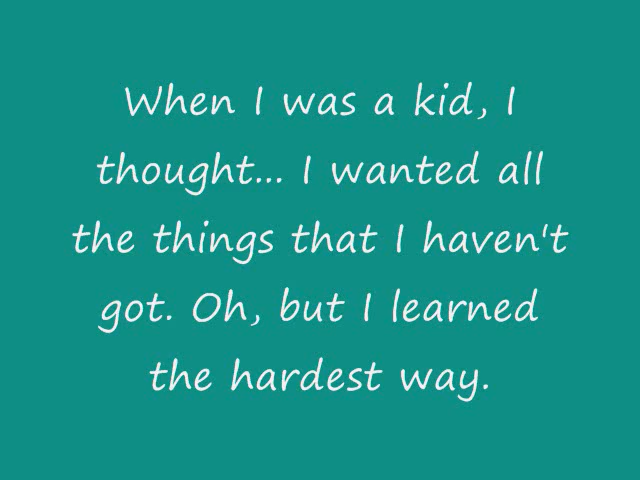 When I was a kid, I
thought... I wanted all
the things that I haven't
got. Oh, but I learned
the hardest way.